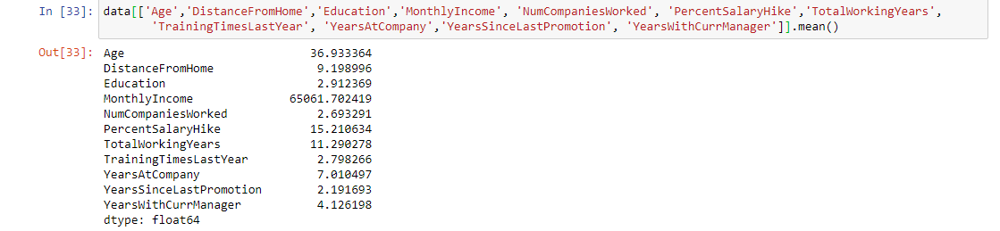 In [33]: data[['Age','DistanceFromHome','Education','MonthlyIncome', 'NumCompaniesWorked', 'PercentSalaryHike','TotalWorkingYears',
'TrainingTimesLastYear', 'YearsAtCompany','YearsSinceLastPromotion', 'YearsWithCurrManager']].mean()
Out[33]: Age 36.933364
DistanceFromHome 9.198996
Education 2.912369
MonthlyIncome 65061.702419
NumCompaniesWorked 2.693291
PercentSalaryHike 15.210634
TotalWorkingYears 11.290278
TrainingTimesLastYear 2.798266
YearsAtCompany 7.010497
YearsSinceLastPromotion 2.191693
YearsWithCurrManager 4.126198
dtype: float64